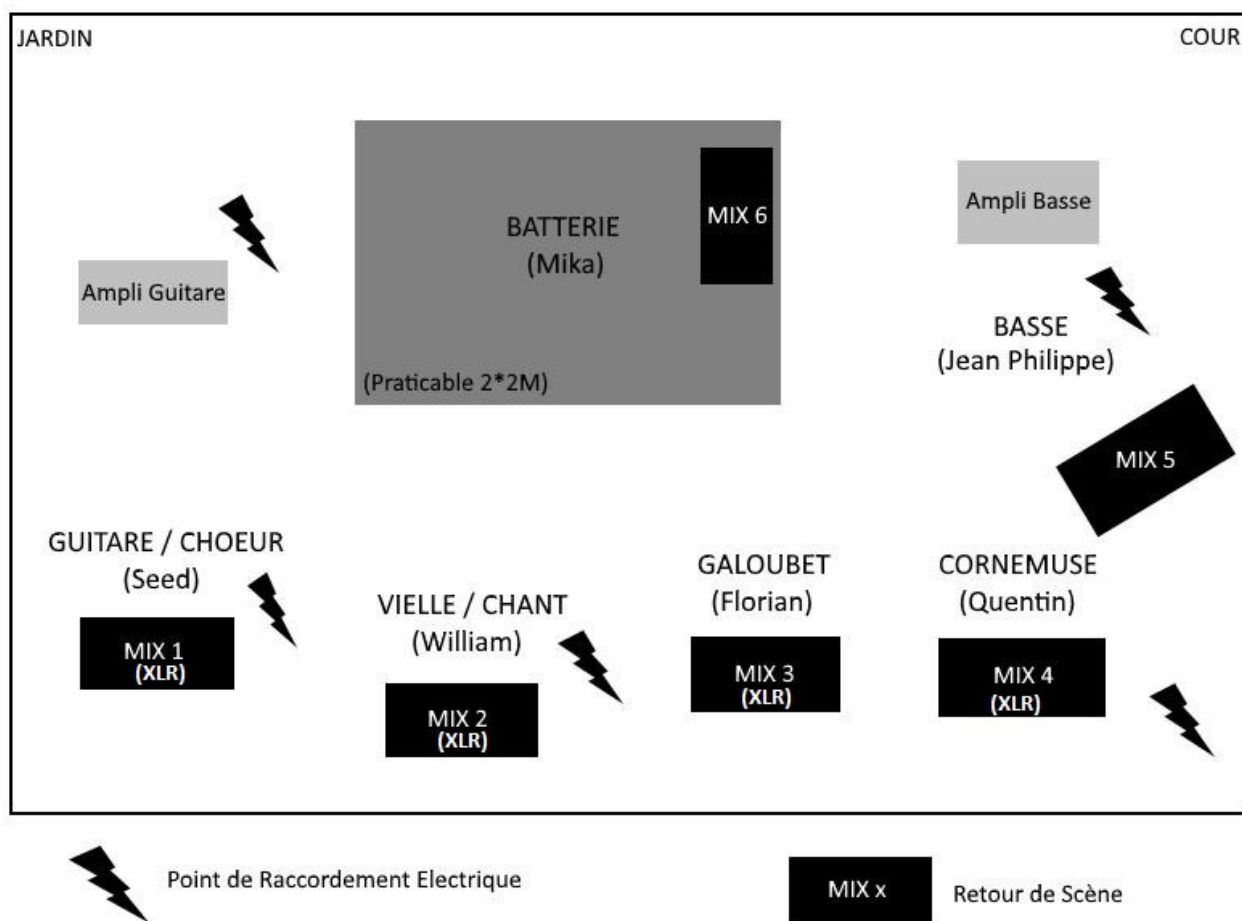 JARDIN
COUR
BATTERIE
(Mika)
MIX 6
(Praticable 2*2M)
Ampli Basse
Ampli Guitare
BASSE
(Jean Philippe)
MIX 5
GUITARE / CHOEUR
(Seed)
MIX 1
(XLR)
VIELLE / CHANT
(William)
MIX 2
(XLR)
GALOUBET
(Florian)
MIX 3
(XLR)
CORNEMUSE
(Quentin)
MIX 4
(XLR)
Point de Raccordement Electrique
MIX x
Retour de Scène